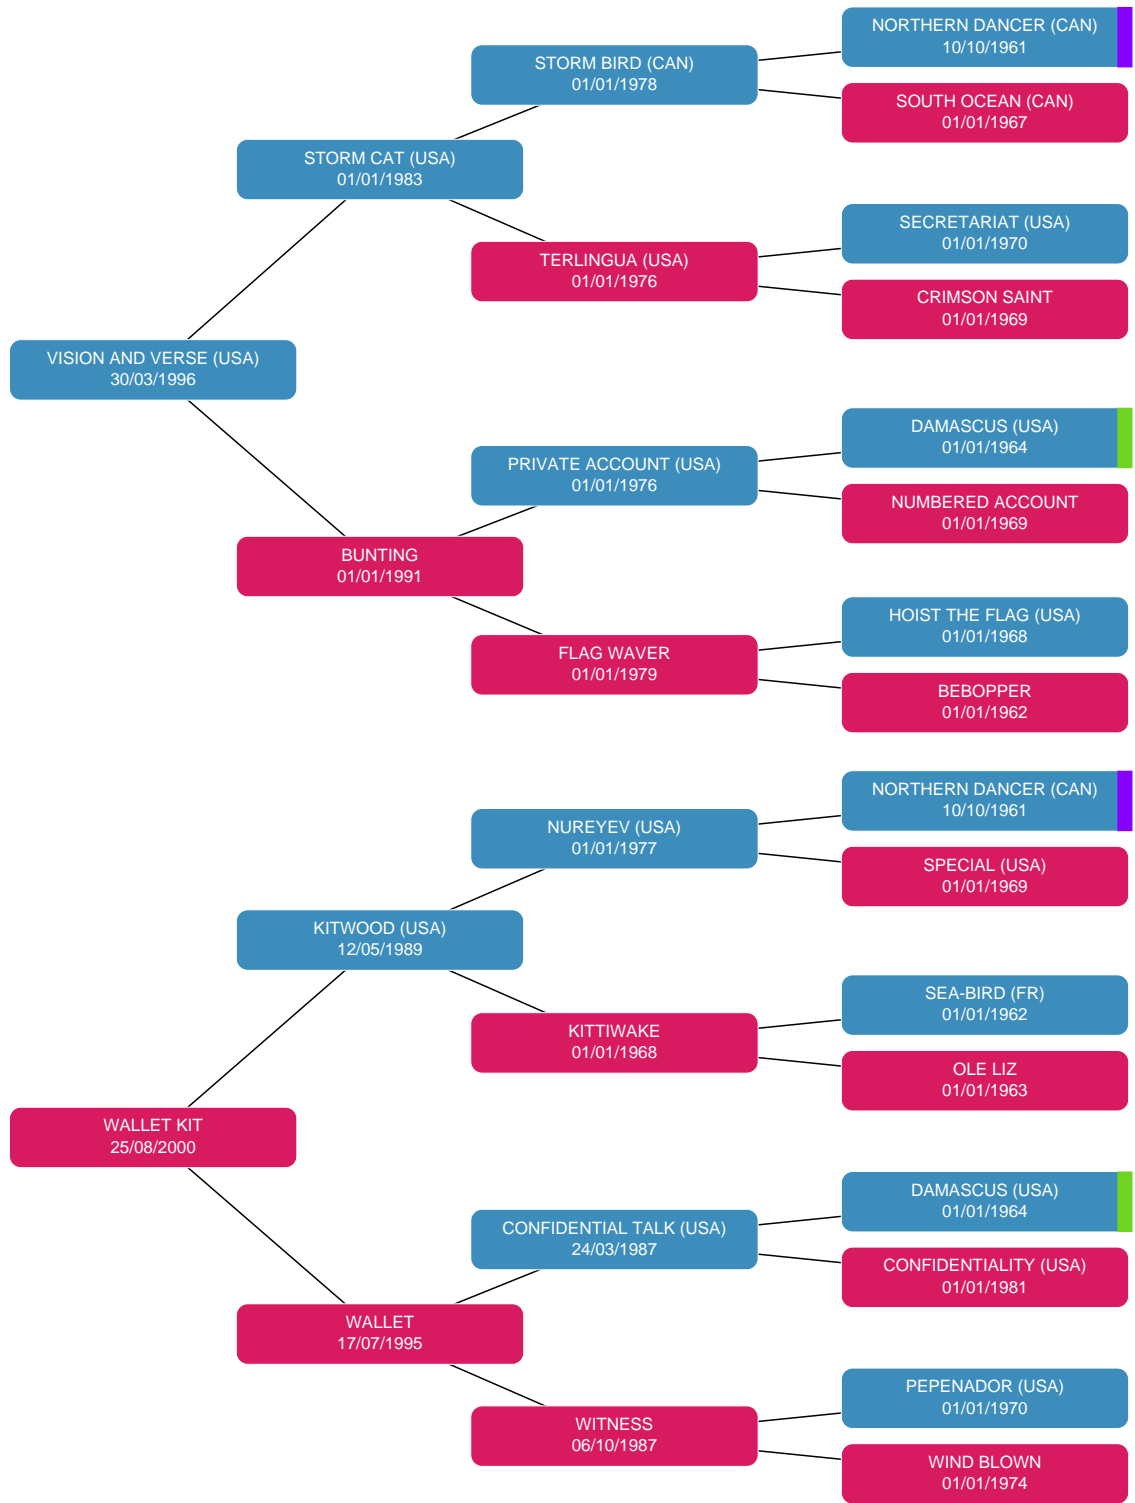 NORTHERN DANCER (CAN)
10/10/1961
STORM BIRD (CAN)
01/01/1978
SOUTH OCEAN (CAN)
01/01/1967
STORM CAT (USA)
01/01/1983
SECRETARIAT (USA)
01/01/1970
TERLINGUA (USA)
01/01/1976
CRIMSON SAINT
01/01/1969
VISION AND VERSE (USA)
30/03/1996
DAMASCUS (USA)
01/01/1964
PRIVATE ACCOUNT (USA)
01/01/1976
NUMBERED ACCOUNT
01/01/1969
BUNTING
01/01/1991
HOIST THE FLAG (USA)
01/01/1968
FLAG WAVER
01/01/1979
BEBOPPER
01/01/1962
NORTHERN DANCER (CAN)
10/10/1961
NUREYEV (USA)
01/01/1977
SPECIAL (USA)
01/01/1969
KITWOOD (USA)
12/05/1989
SEA-BIRD (FR)
01/01/1962
KITTIWAKE
01/01/1968
OLE LIZ
01/01/1963
WALLET KIT
25/08/2000
DAMASCUS (USA)
01/01/1964
CONFIDENTIAL TALK (USA)
24/03/1987
CONFIDENTIALITY (USA)
01/01/1981
WALLET
17/07/1995
PEPENADOR (USA)
01/01/1970
WITNESS
06/10/1987
WIND BLOWN
01/01/1974